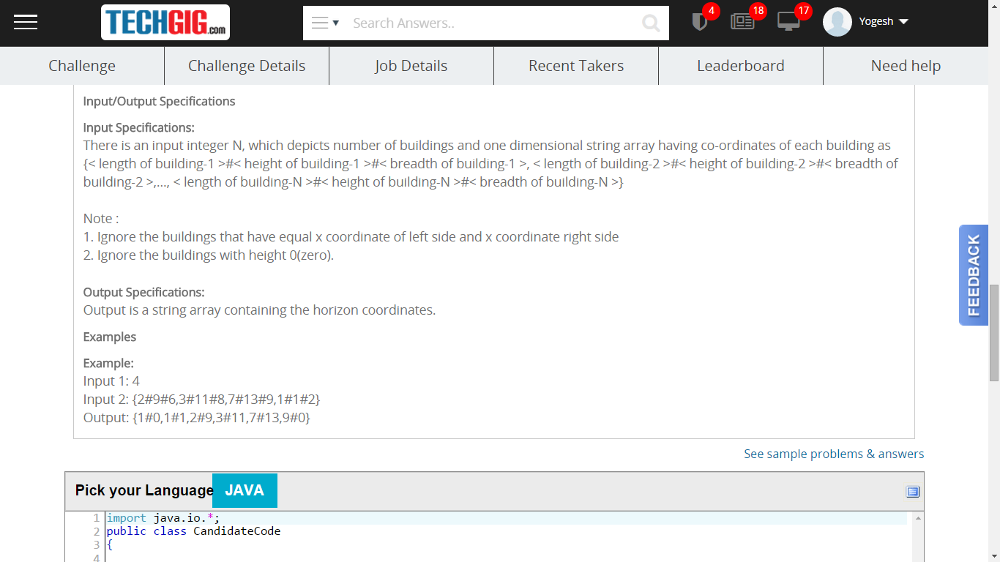 TECHGIG.com
Search Answers..
4
18
17
Yogesh
Challenge
Challenge Details
Job Details
Recent Takers
Leaderboard
Need help
Input/Output Specifications
Input Specifications:
There is an input integer N, which depicts number of buildings and one dimensional string array having co-ordinates of each building as
{< length of building-1 >#< height of building-1 >#< breadth of building-1 >, < length of building-2 >#< height of building-2 >#< breadth of
building-2 >,..., < length of building-N >#< height of building-N >#< breadth of building-N >}
Note :
1. Ignore the buildings that have equal x coordinate of left side and x coordinate right side
2. Ignore the buildings with height 0(zero).
Output Specifications:
Output is a string array containing the horizon coordinates.
Examples
Example:
Input 1: 4
Input 2: {2#9#6,3#11#8,7#13#9,1#1#2}
Output: {1#0,1#1,2#9,3#11,7#13,9#0}
FEEDBACK
See sample problems & answers
Pick your Language JAVA
1 import java.io.*;
2 public class CandidateCode
3 {
4